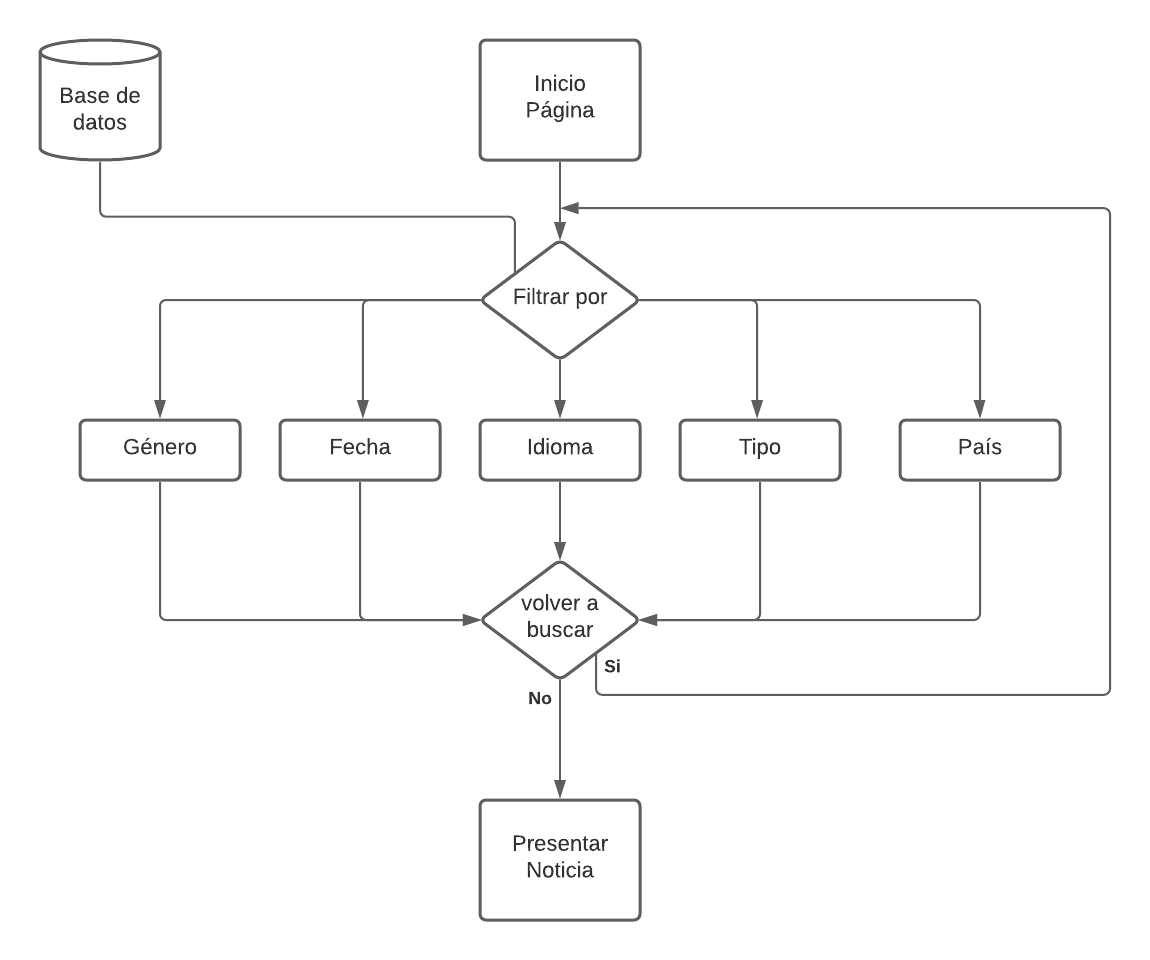 Base de
datos
Inicio
Página
Filtrar por
Género
Fecha
Idioma
Tipo
País
volver a
buscar
Si
No
Presentar
Noticia